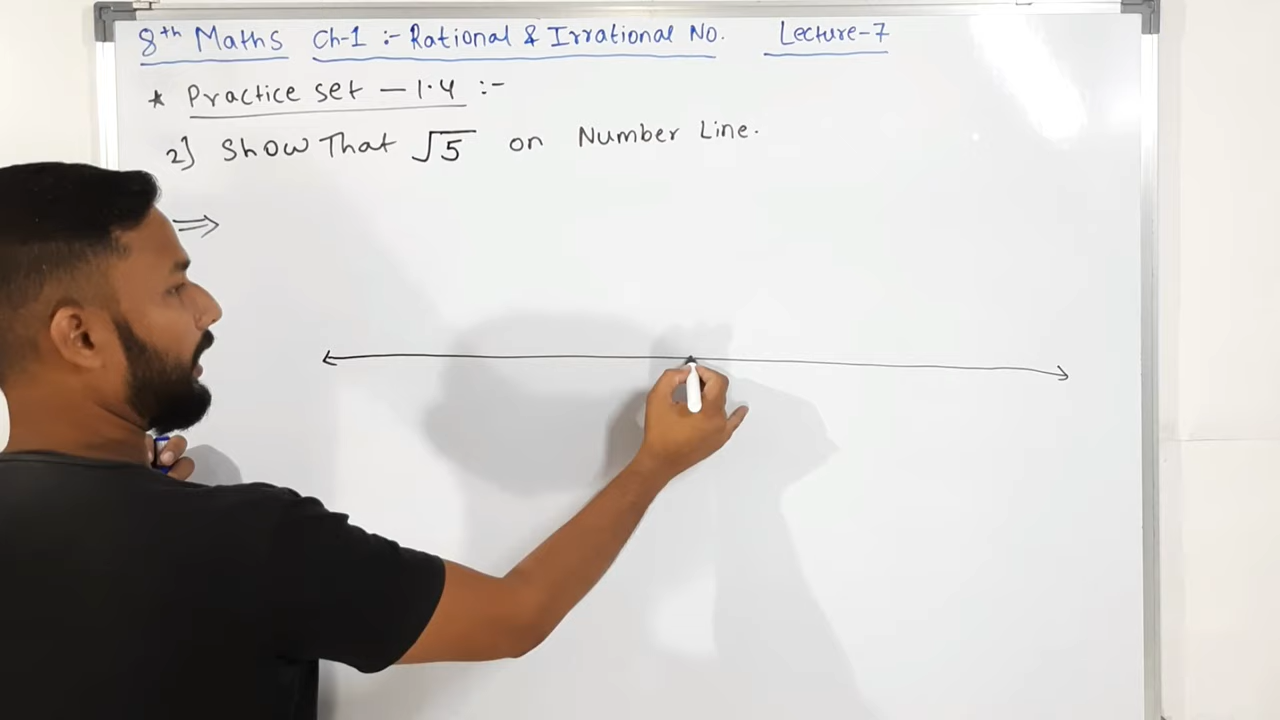 8th Maths Ch-1 :- Rational & Irrational No. Lecture-7
* Practice set – 1.4 :-
2] Show That √5 on Number Line.
⇒